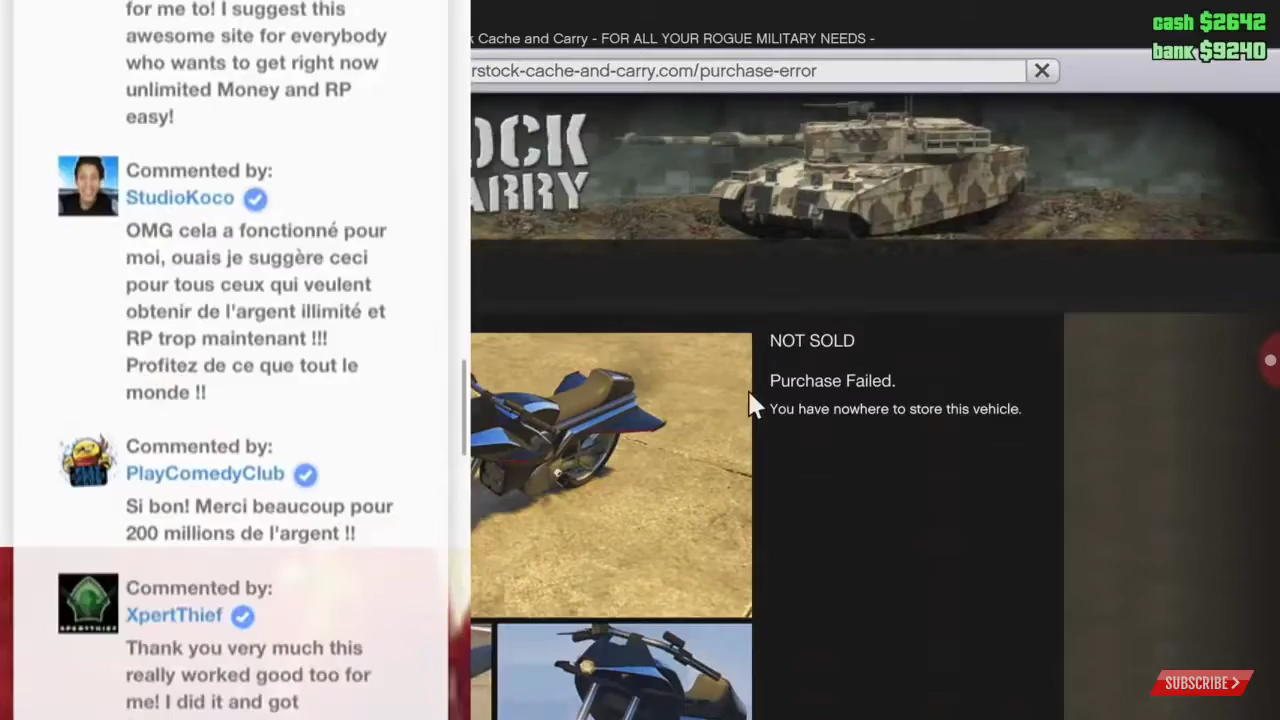 for me to! I suggest this
awesome site for everybody
who wants to get right now
unlimited Money and RP
easy!
Commented by:
StudioKoco
OMG cela a fonctionné pour
moi, ouais je suggère ceci
pour tous ceux qui veulent
obtenir de l'argent illimité et
RP trop maintenant !!!
Profitez de ce que tout le
monde !!
Commented by:
PlayComedyClub
Si bon! Merci beaucoup pour
200 millions de l'argent !!
Commented by:
XpertThief
Thank you very much this
really worked good too for
me! I did it and got
cash $2642
bank $9240
k Cache and Carry - FOR ALL YOUR ROGUE MILITARY NEEDS -
rstock-cache-and-carry.com/purchase-error
OCK
ARRY
NOT SOLD
Purchase Failed.
You have nowhere to store this vehicle.
SUBSCRIBE